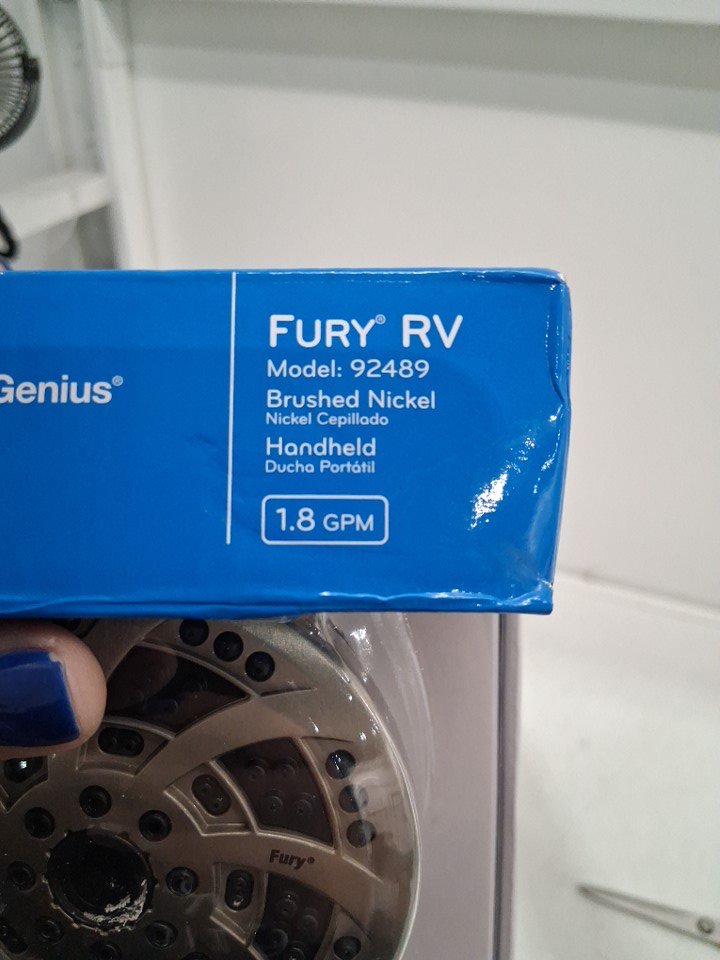 Genius®
FURY® RV
Model: 92489
Brushed Nickel
Nickel Cepillado
Handheld
Ducha Portátil
1.8 GPM
Fury®